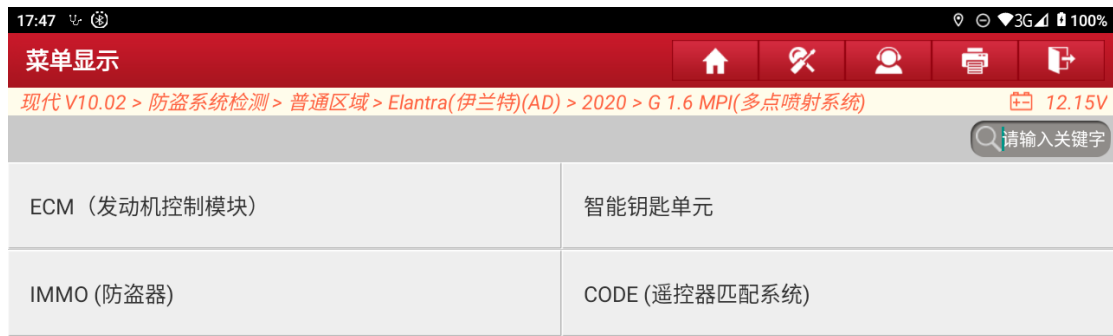 17:47 3G 100%
菜单显示
现代 V10.02 > 防盗系统检测 > 普通区域 > Elantra(伊兰特)(AD) > 2020 > G 1.6 MPI(多点喷射系统) 12.15V
请输入关键字
ECM（发动机控制模块） 智能钥匙单元
IMMO (防盗器) CODE (遥控器匹配系统)